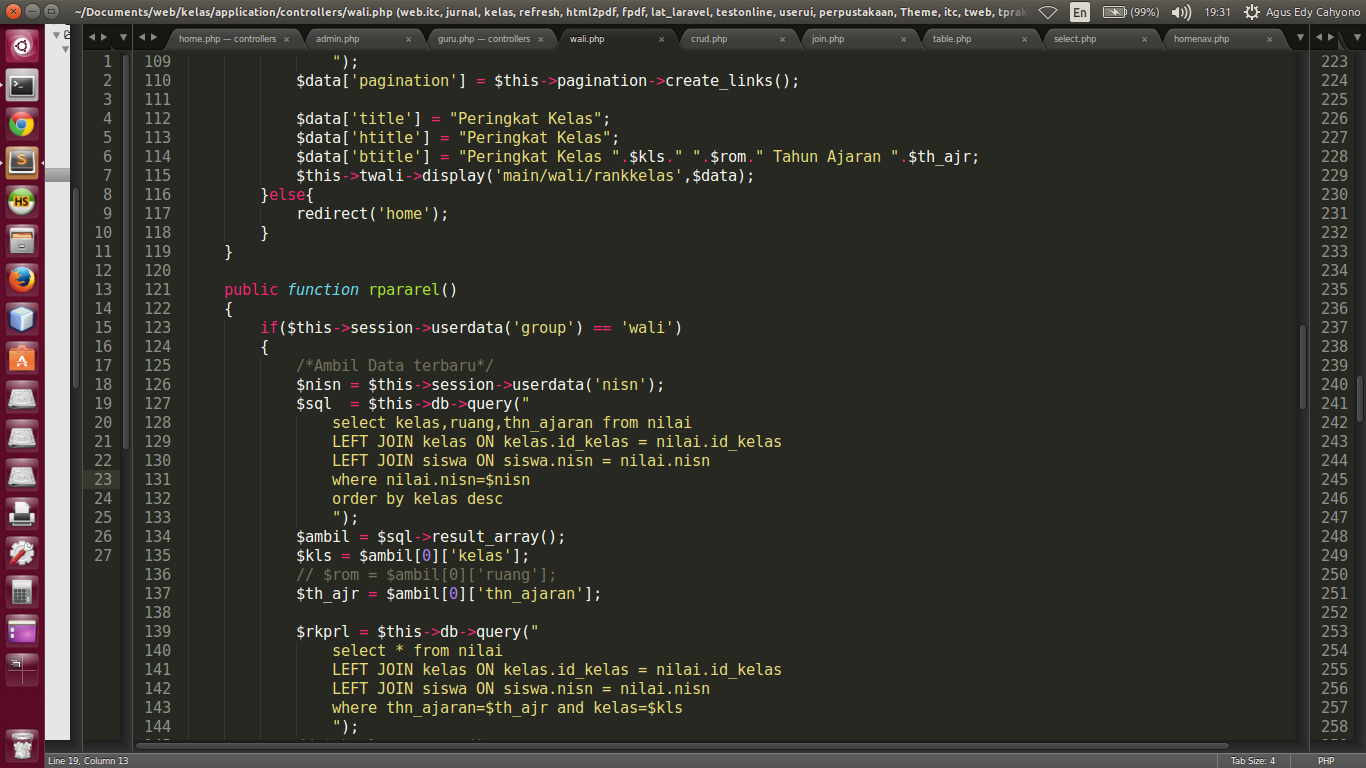 ~/Documents/web/kelas/application/controllers/wali.php (web.itc, jurnal, kelas, refresh, html2pdf, fpdf, lat_laravel, testonline, userui, perpustakaan, Theme, itc, tweb, tprak
En (99%) 19:31 Agus Edy Cahyono
home.php — controllers × admin.php × guru.php — controllers × wali.php × crud.php × join.php × table.php × select.php × homenav.php ×
1 109 "); 223
2 110 $data['pagination'] = $this->pagination->create_links(); 224
3 111 225
4 112 $data['title'] = "Peringkat Kelas"; 226
5 113 $data['htitle'] = "Peringkat Kelas"; 227
6 114 $data['btitle'] = "Peringkat Kelas ".$kls." ".$rom." Tahun Ajaran ".$th_ajr; 228
7 115 $this->twali->display('main/wali/rankkelas',$data); 229
8 116 }else{ 230
9 117 redirect('home'); 231
10 118 } 232
11 119 } 233
12 120 234
13 121 public function rpararel() 235
14 122 { 236
15 123 if($this->session->userdata('group') == 'wali') 237
16 124 { 238
17 125 /*Ambil Data terbaru*/ 239
18 126 $nisn = $this->session->userdata('nisn'); 240
19 127 $sql  = $this->db->query(" 241
20 128 select kelas,ruang,thn_ajaran from nilai 242
21 129 LEFT JOIN kelas ON kelas.id_kelas = nilai.id_kelas 243
22 130 LEFT JOIN siswa ON siswa.nisn = nilai.nisn 244
23 131 where nilai.nisn=$nisn 245
24 132 order by kelas desc 246
25 133 "); 247
26 134 $ambil = $sql->result_array(); 248
27 135 $kls = $ambil[0]['kelas']; 249
136 // $rom = $ambil[0]['ruang']; 250
137 $th_ajr = $ambil[0]['thn_ajaran']; 251
138 252
139 $rkprl = $this->db->query(" 253
140 select * from nilai 254
141 LEFT JOIN kelas ON kelas.id_kelas = nilai.id_kelas 255
142 LEFT JOIN siswa ON siswa.nisn = nilai.nisn 256
143 where thn_ajaran=$th_ajr and kelas=$kls 257
144 "); 258
Line 19, Column 13 Tab Size: 4 PHP